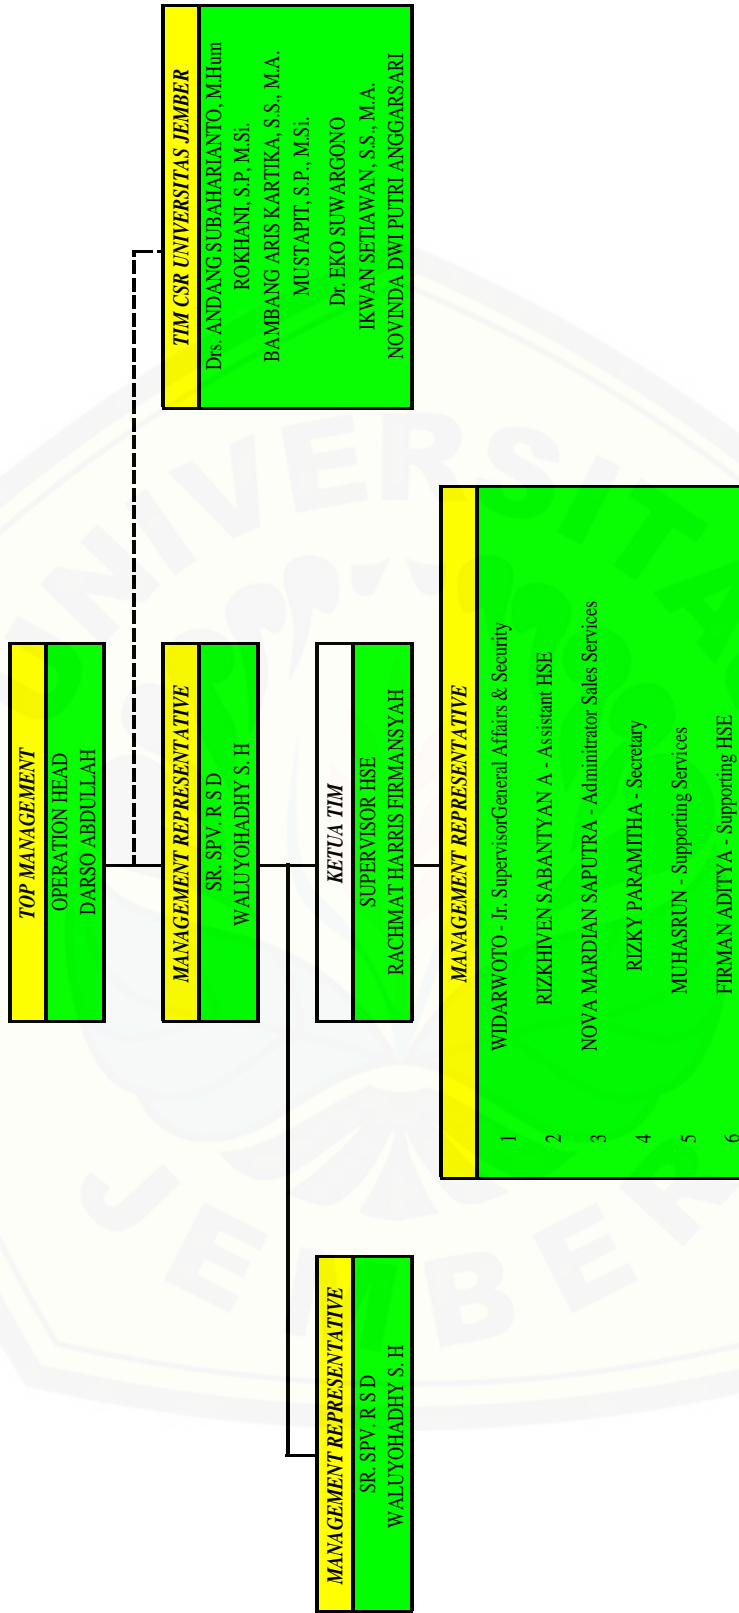 TOP MANAGEMENT
OPERATION HEAD
DARSO ABDULLAH
MANAGEMENT REPRESENTATIVE
SR. SPV. R S D
WALUYOHADHY S. H
TIM CSR UNIVERSITAS JEMBER
Drs. ANDANG SUBAHARIANTO, M.Hum
ROKHANI, S.P, M.Si.
BAMBANG ARIS KARTIKA, S.S., M.A.
MUSTAPIT, S.P., M.Si.
Dr. EKO SUWARGONO
IKWAN SETIAWAN, S.S., M.A.
NOVINDA DWI PUTRI ANGGARSARI
MANAGEMENT REPRESENTATIVE
SR. SPV. R S D
WALUYOHADHY S. H
KETUA TIM
SUPERVISOR HSE
RACHMAT HARRIS FIRMANSYAH
MANAGEMENT REPRESENTATIVE
1 WIDARWOTO - Jr. SupervisorGeneral Affairs & Security
2 RIZKHIVEN SABANTYAN A - Assistant HSE
3 NOVA MARDIAN SAPUTRA - Adminitrator Sales Services
4 RIZKY PARAMITHA - Secretary
5 MUHASRUN - Supporting Services
6 FIRMAN ADITYA - Supporting HSE
UNIVERSITAS
JEMBER